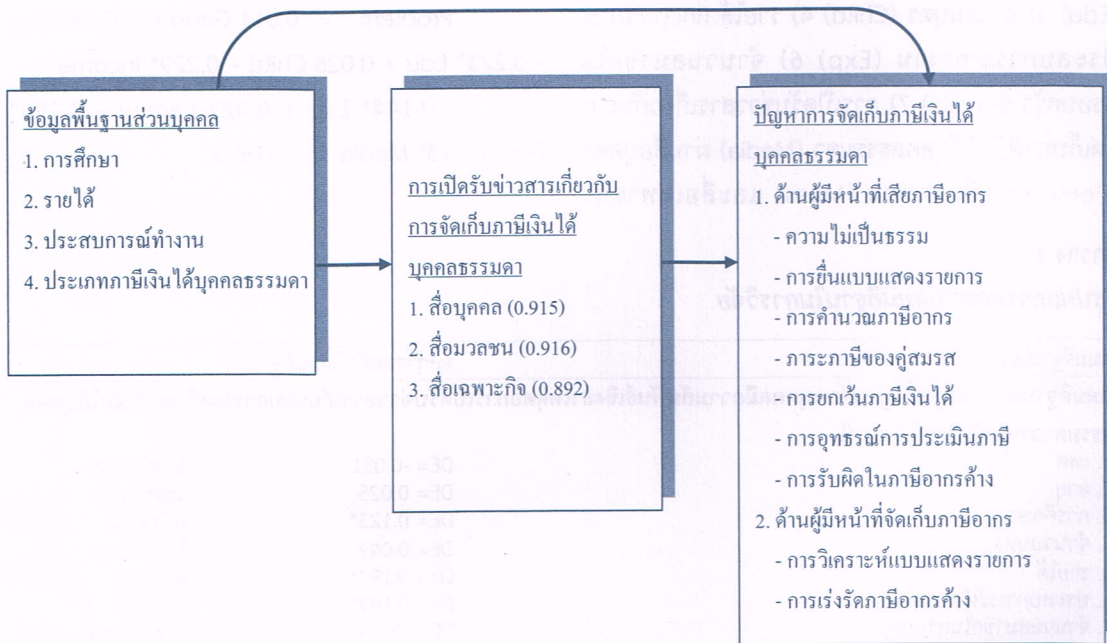 ข้อมูลพื้นฐานส่วนบุคคล
1. การศึกษา
2. รายได้
3. ประสบการณ์ทำงาน
4. ประเภทภาษีเงินได้บุคคลธรรมดา
การเปิดรับข่าวสารเกี่ยวกับ
การจัดเก็บภาษีเงินได้
บุคคลธรรมดา
1. สื่อบุคคล (0.915)
2. สื่อมวลชน (0.916)
3. สื่อเฉพาะกิจ (0.892)
ปัญหาการจัดเก็บภาษีเงินได้
บุคคลธรรมดา
1. ด้านผู้มีหน้าที่เสียภาษีอากร
- ความไม่เป็นธรรม
- การยื่นแบบแสดงรายการ
- การคำนวณภาษีอากร
- ภาระภาษีของคู่สมรส
- การยกเว้นภาษีเงินได้
- การอุทธรณ์การประเมินภาษี
- การรับผิดในภาษีอากรค้าง
2. ด้านผู้มีหน้าที่จัดเก็บภาษีอากร
- การวิเคราะห์แบบแสดงรายการ
- การเร่งรัดภาษีอากรค้าง